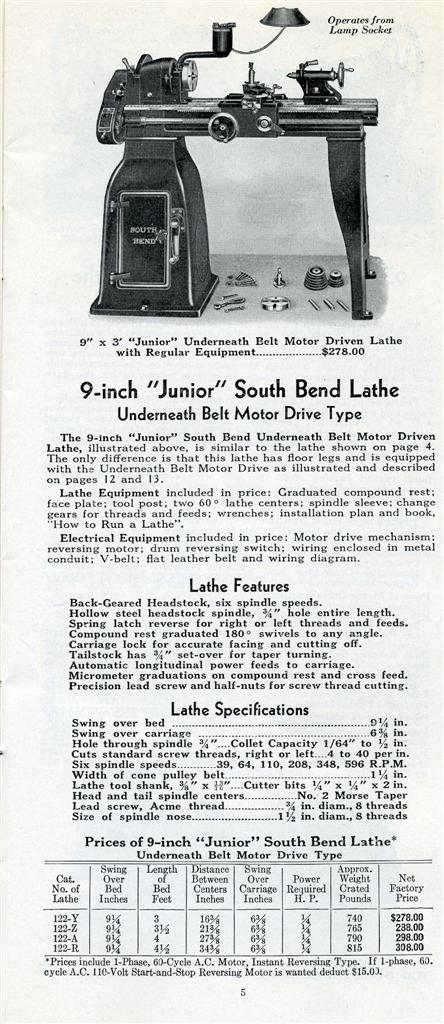 Operates from
Lamp Socket
SOUTH
BEND
9" x 3' "Junior" Underneath Belt Motor Driven Lathe
with Regular Equipment....................$278.00
9-inch "Junior" South Bend Lathe
Underneath Belt Motor Drive Type
The 9-inch "Junior" South Bend Underneath Belt Motor Driven
Lathe, illustrated above, is similar to the lathe shown on page 4.
The only difference is that this lathe has floor legs and is equipped
with the Underneath Belt Motor Drive as illustrated and described
on pages 12 and 13.
Lathe Equipment included in price: Graduated compound rest;
face plate; tool post; two 60° lathe centers; spindle sleeve; change
gears for threads and feeds; wrenches; installation plan and book,
"How to Run a Lathe".
Electrical Equipment included in price: Motor drive mechanism;
reversing motor; drum reversing switch; wiring enclosed in metal
conduit; V-belt; flat leather belt and wiring diagram.
Lathe Features
Back-Geared Headstock, six spindle speeds.
Hollow steel headstock spindle, ¾" hole entire length.
Spring latch reverse for right or left threads and feeds.
Compound rest graduated 180° swivels to any angle.
Carriage lock for accurate facing and cutting off.
Tailstock has ¾" set-over for taper turning.
Automatic longitudinal power feeds to carriage.
Micrometer graduations on compound rest and cross feed.
Precision lead screw and half-nuts for screw thread cutting.
Lathe Specifications
Swing over bed ....................9¼ in.
Swing over carriage ....................6⅜ in.
Hole through spindle ¾"....Collet Capacity 1/64" to ½ in.
Cuts standard screw threads, right or left....4 to 40 per in.
Six spindle speeds..........39, 64, 110, 208, 348, 596 R.P.M.
Width of cone pulley belt....................1¼ in.
Lathe tool shank, ⅜" x 13/16"....Cutter bits ¼" x ¼" x 2 in.
Head and tail spindle centers.............No. 2 Morse Taper
Lead screw, Acme thread.............¾ in. diam., 8 threads
Size of spindle nose....................1½ in. diam., 8 threads
Prices of 9-inch "Junior" South Bend Lathe*
Underneath Belt Motor Drive Type
Cat. No. of Lathe Swing Over Bed Inches Length of Bed Feet Distance Between Centers Inches Swing Over Carriage Inches Power Required H. P. Approx. Weight Crated Pounds Net Factory Price
122-Y 9¼ 3 16⅜ 6⅜ ¼ 740 $278.00
122-Z 9¼ 3½ 21⅜ 6⅜ ¼ 765 288.00
122-A 9¼ 4 27⅜ 6⅜ ¼ 790 298.00
122-R 9¼ 4½ 34⅜ 6⅜ ¼ 815 308.00
*Prices include 1-Phase, 60-Cycle A.C. Motor, Instant Reversing Type. If 1-phase, 60.
cycle A.C. 110-Volt Start-and-Stop Reversing Motor is wanted deduct $15.00.
5